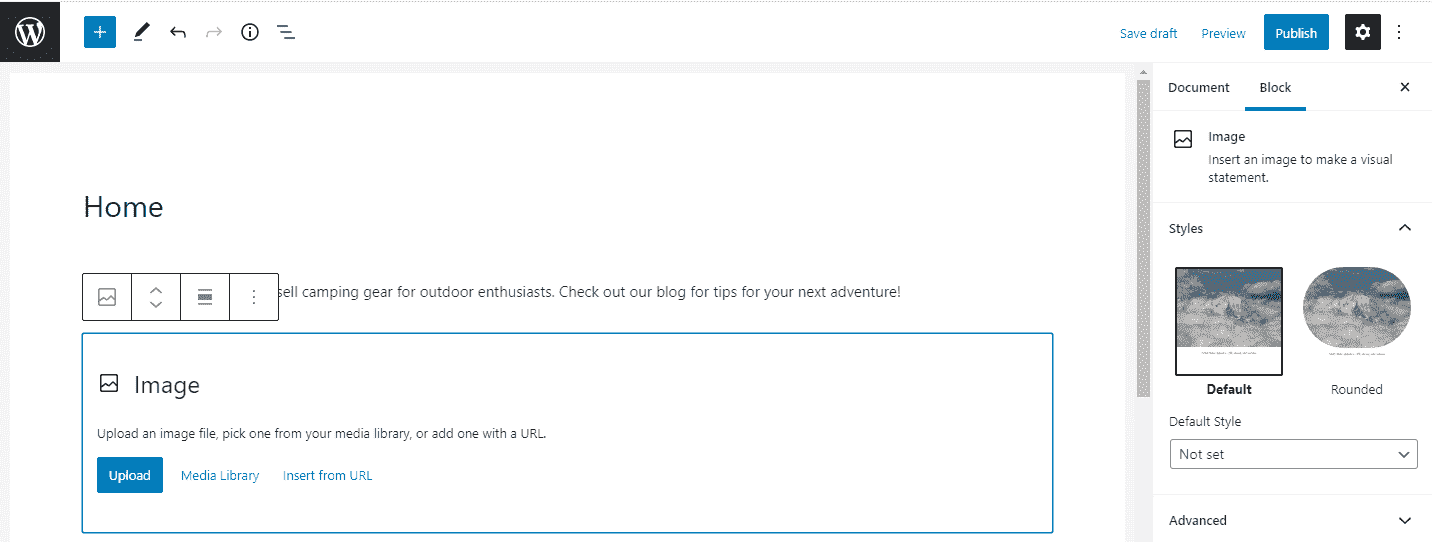 Save draft Preview Publish
Document Block
Image
Insert an image to make a visual
statement.
Home
sell camping gear for outdoor enthusiasts. Check out our blog for tips for your next adventure!
Image
Upload an image file, pick one from your media library, or add one with a URL.
Upload Media Library Insert from URL
Styles
Default Rounded
Default Style
Not set
Advanced